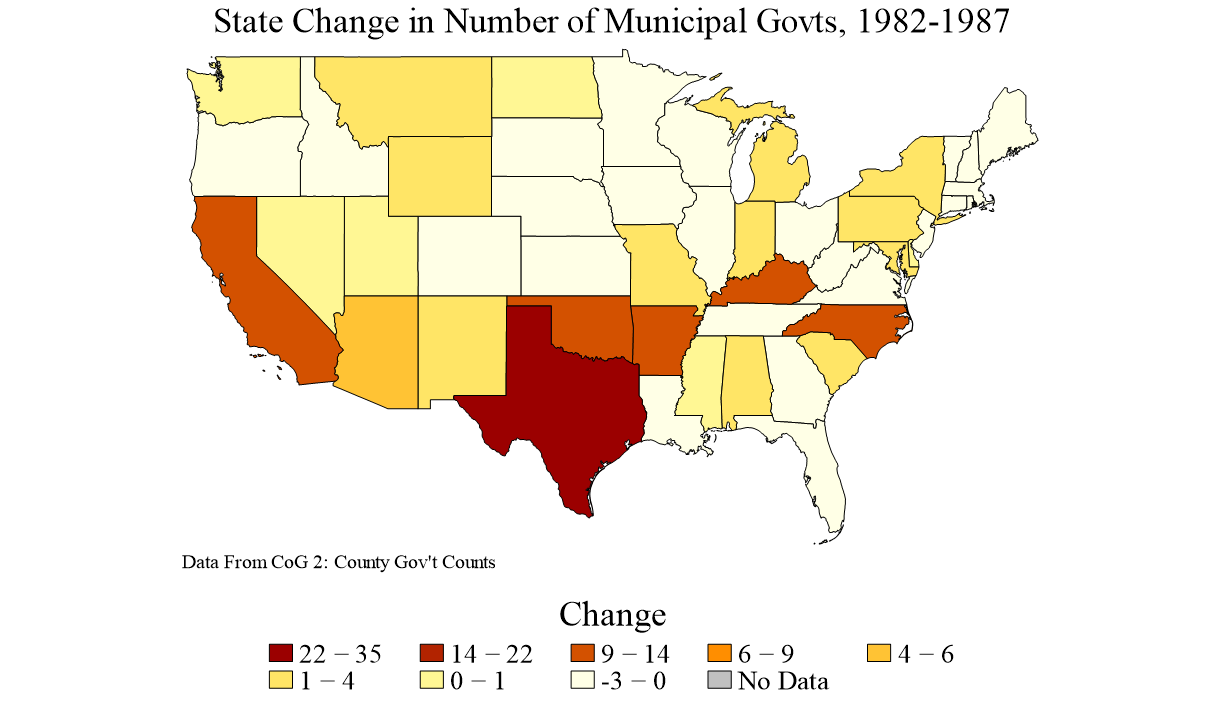 State Change in Number of Municipal Govts, 1982-1987
Data From CoG 2: County Gov't Counts
Change
22 − 35 14 − 22 9 − 14 6 − 9 4 − 6
1 − 4 0 − 1 -3 − 0 No Data